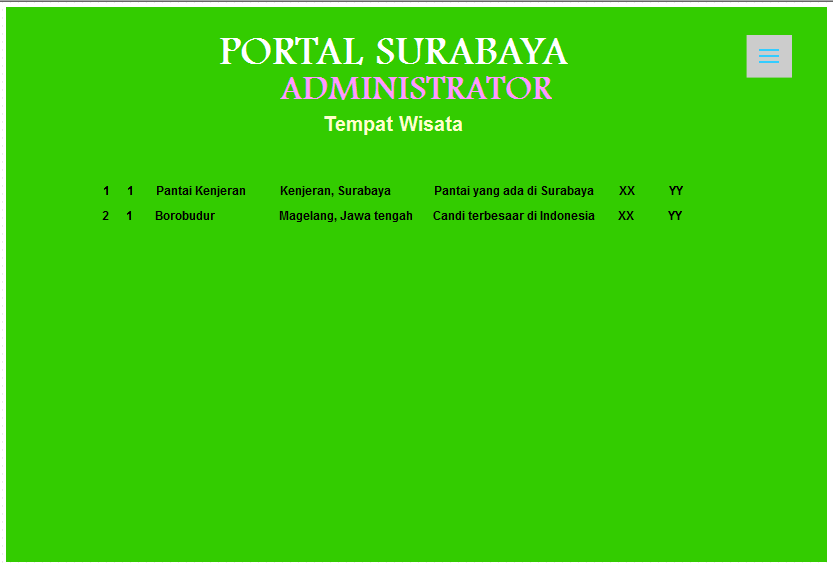 PORTAL SURABAYA
ADMINISTRATOR
Tempat Wisata
1 1 Pantai Kenjeran Kenjeran, Surabaya Pantai yang ada di Surabaya XX YY
2 1 Borobudur Magelang, Jawa tengah Candi terbesaar di Indonesia XX YY